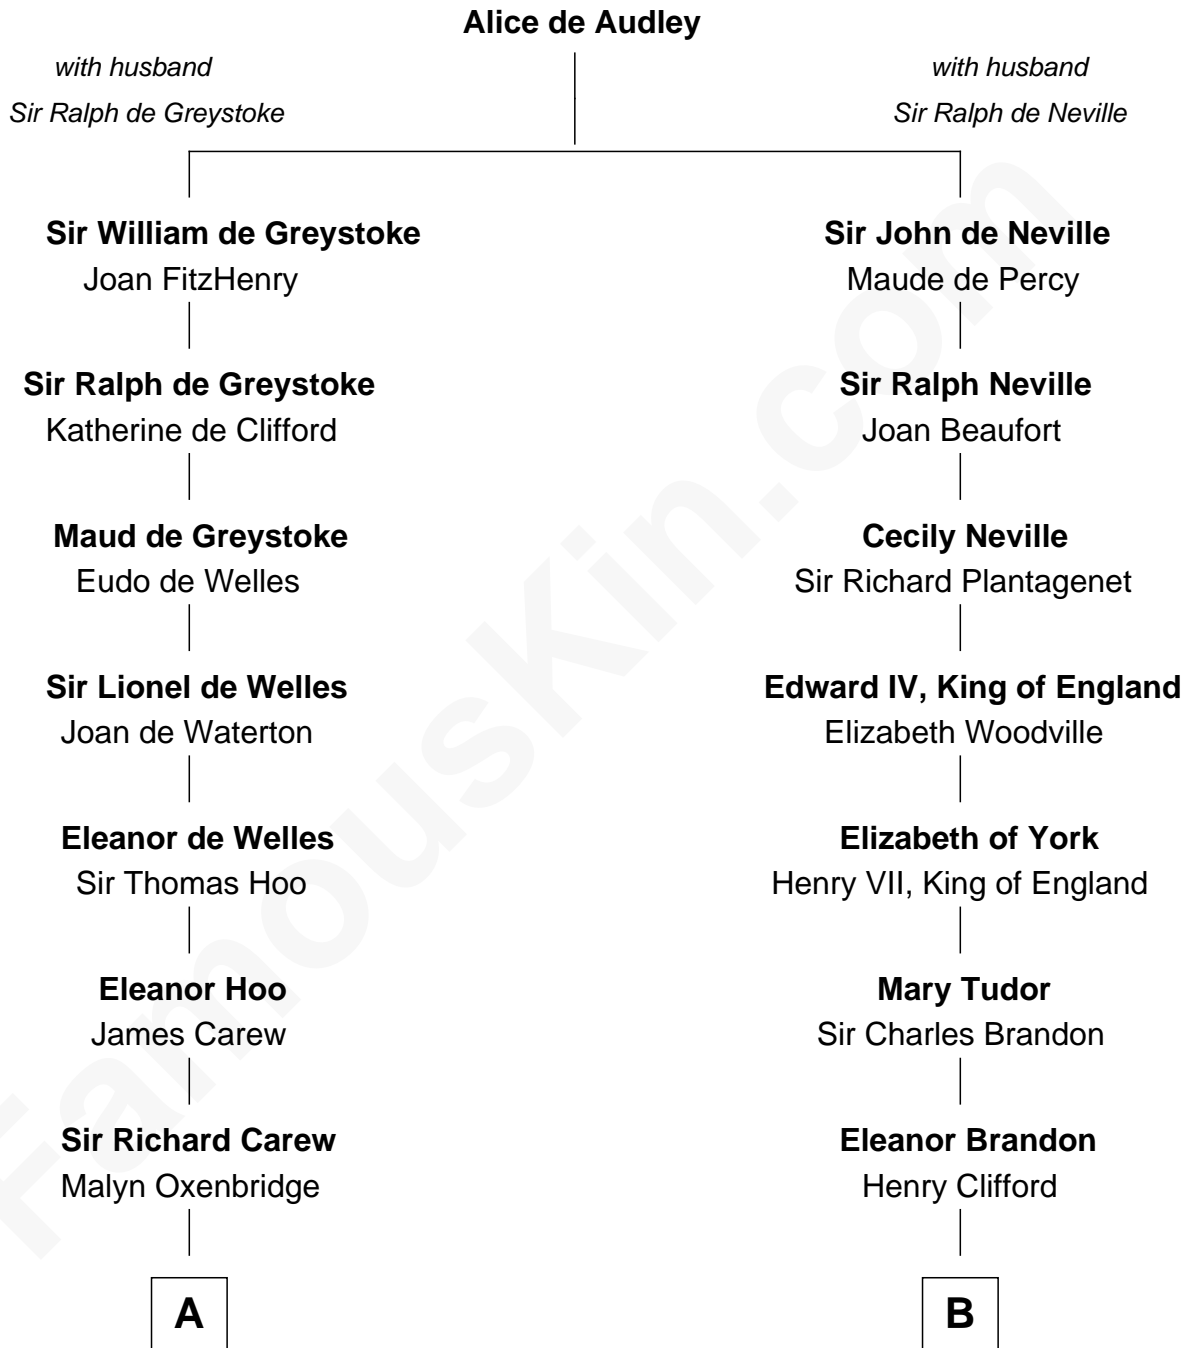 Alice de Audley
with husband
Sir Ralph de Greystoke
with husband
Sir Ralph de Neville
Sir William de Greystoke
Joan FitzHenry
Sir John de Neville
Maude de Percy
Sir Ralph de Greystoke
Katherine de Clifford
Sir Ralph Neville
Joan Beaufort
Maud de Greystoke
Eudo de Welles
Cecily Neville
Sir Richard Plantagenet
Sir Lionel de Welles
Joan de Waterton
Edward IV, King of England
Elizabeth Woodville
Eleanor de Welles
Sir Thomas Hoo
Elizabeth of York
Henry VII, King of England
Eleanor Hoo
James Carew
Mary Tudor
Sir Charles Brandon
Sir Richard Carew
Malyn Oxenbridge
Eleanor Brandon
Henry Clifford
A
B
FamousKin.com